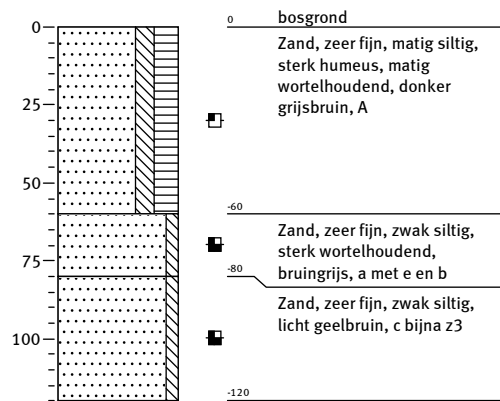 0
25
50
75
100
0
bosgrond
Zand, zeer fijn, matig siltig,
sterk humeus, matig
wortelhoudend, donker
grijsbruin, A
-60
Zand, zeer fijn, zwak siltig,
sterk wortelhoudend,
bruingrijs, a met e en b
-80
Zand, zeer fijn, zwak siltig,
licht geelbruin, c bijna z3
-120